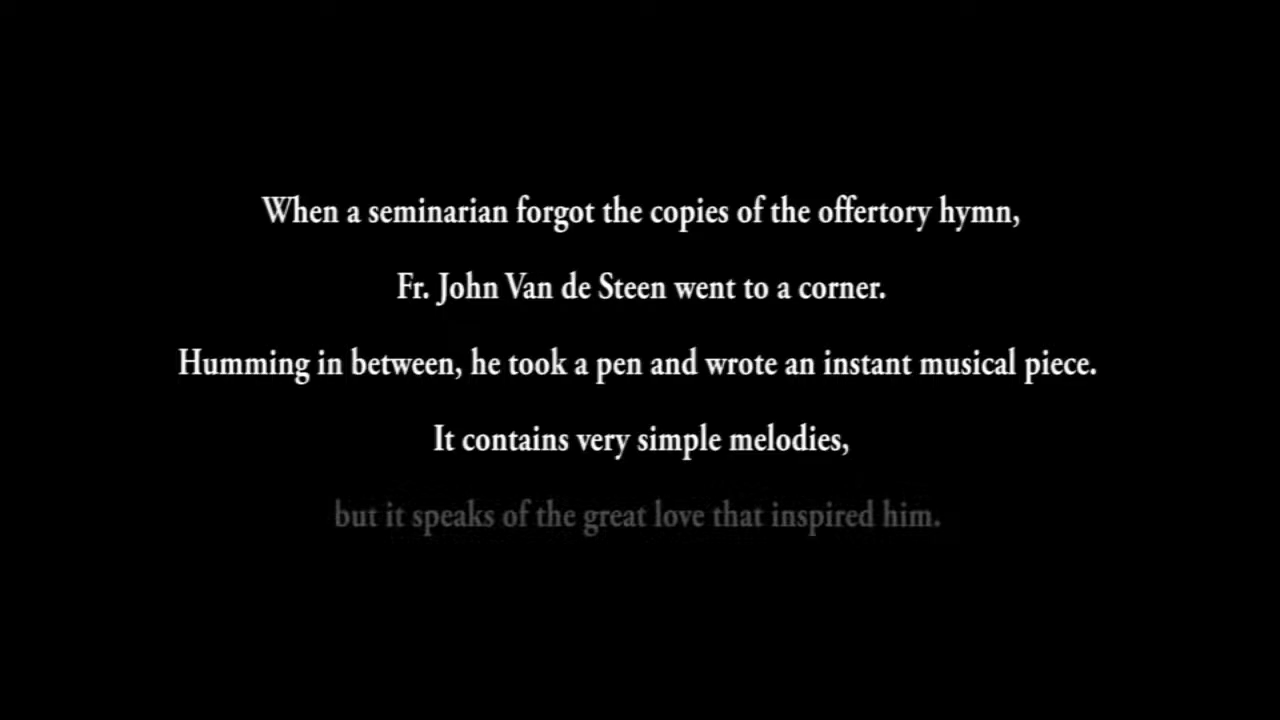 When a seminarian forgot the copies of the offertory hymn,
Fr. John Van de Steen went to a corner.
Humming in between, he took a pen and wrote an instant musical piece.
It contains very simple melodies,
but it speaks of the great love that inspired him.